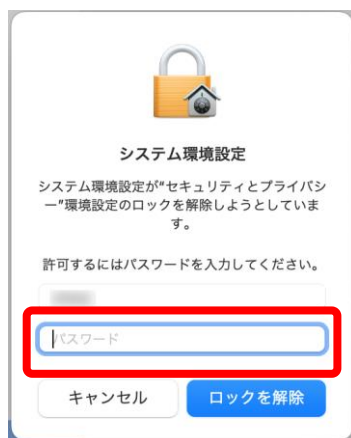 システム環境設定
システム環境設定が“セキュリティとプライバシ
ー”環境設定のロックを解除しようとしていま
す。
許可するにはパスワードを入力してください。
パスワード
キャンセル
ロックを解除